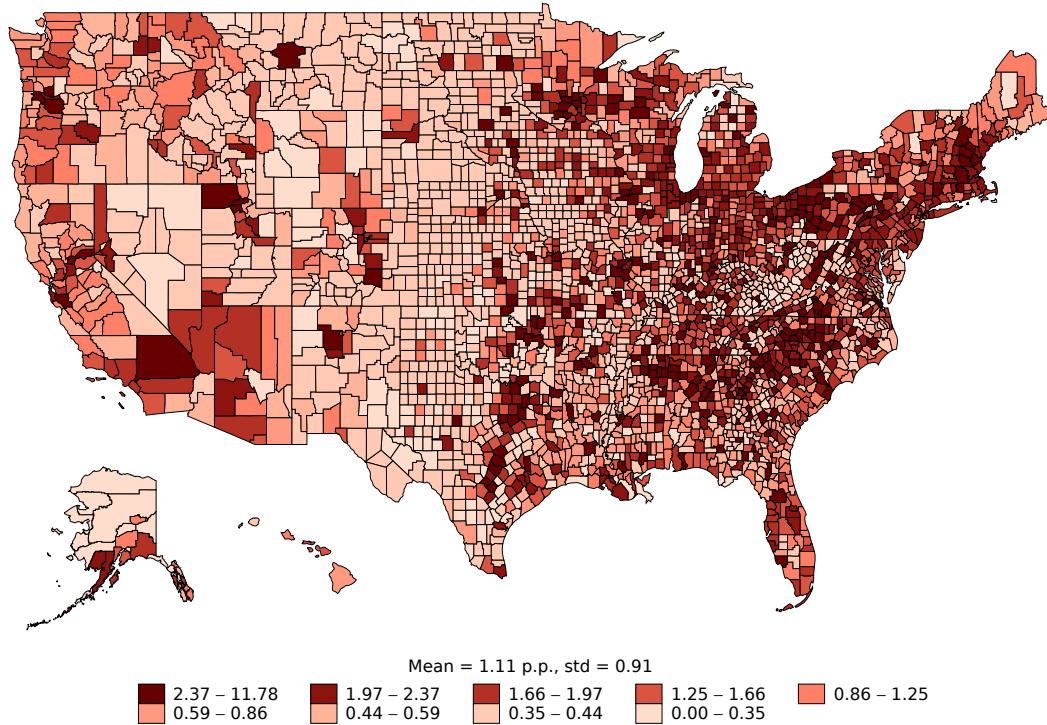 Mean = 1.11 p.p., std = 0.91
2.37 – 11.78 1.97 – 2.37 1.66 – 1.97 1.25 – 1.66 0.86 – 1.25
0.59 – 0.86 0.44 – 0.59 0.35 – 0.44 0.00 – 0.35